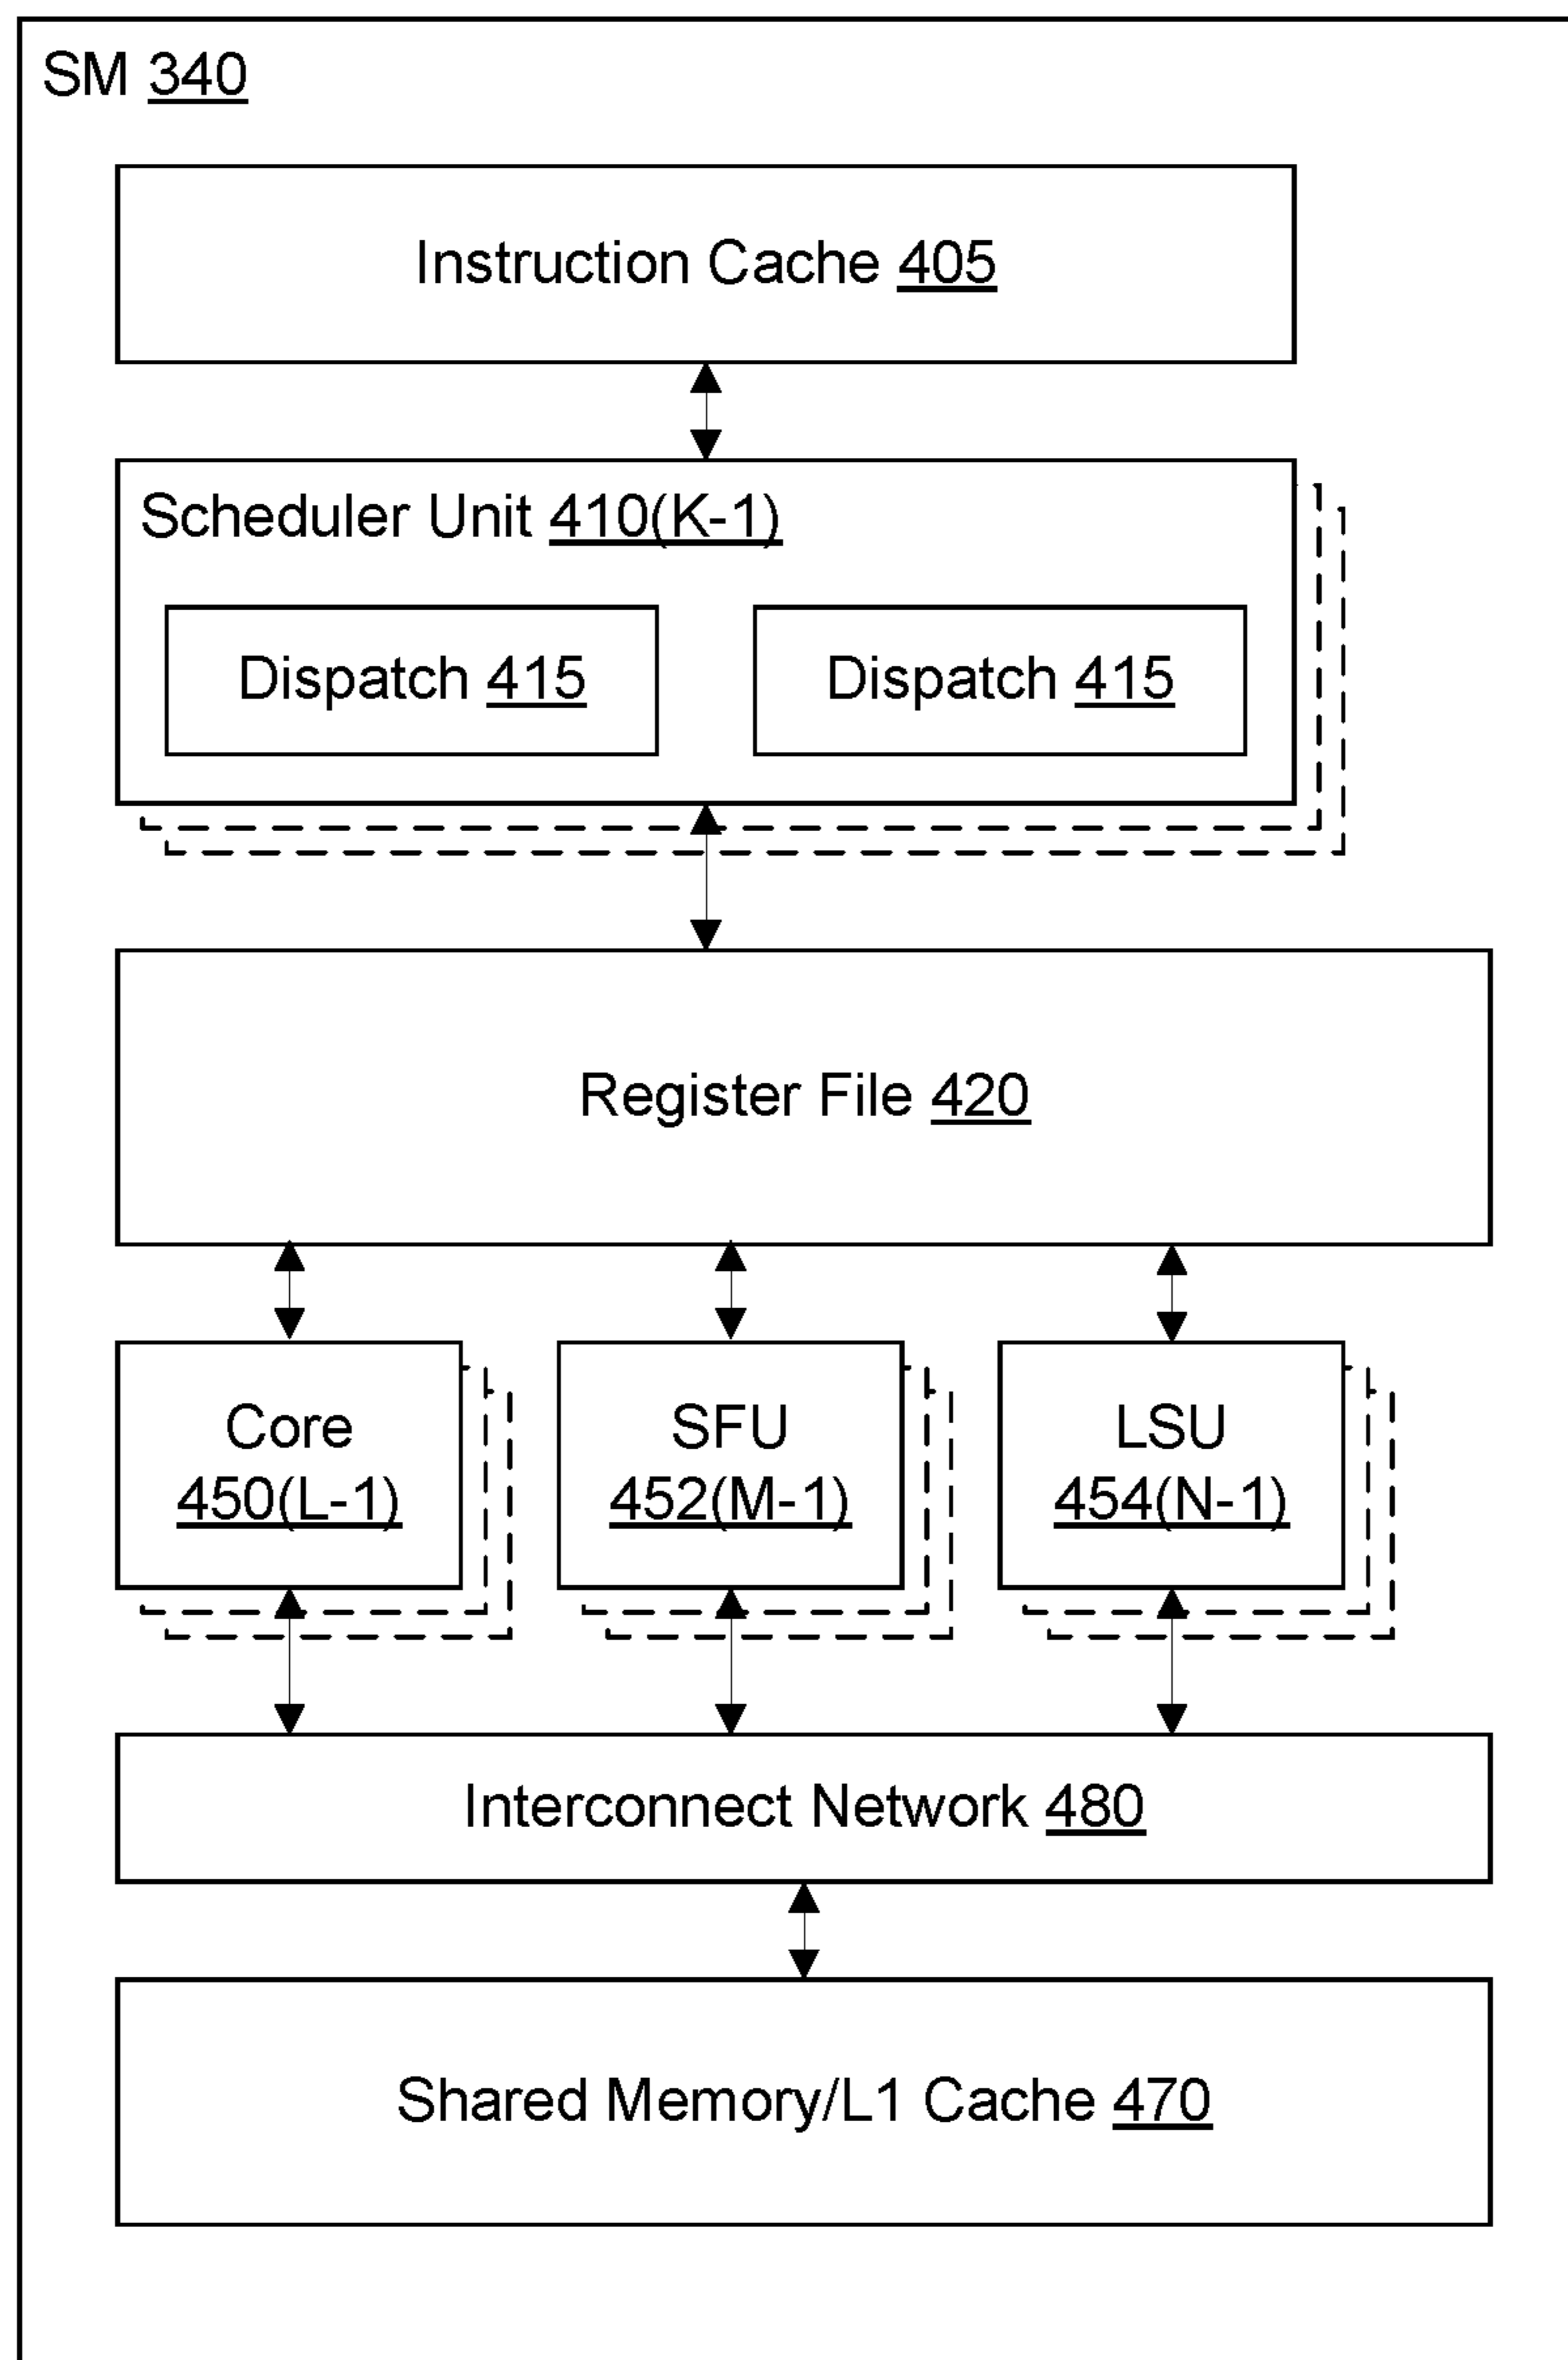 SM 340
Instruction Cache 405
Scheduler Unit 410(K-1)
Dispatch 415
Dispatch 415
Register File 420
Core
450(L-1)
SFU
452(M-1)
LSU
454(N-1)
Interconnect Network 480
Shared Memory/L1 Cache 470